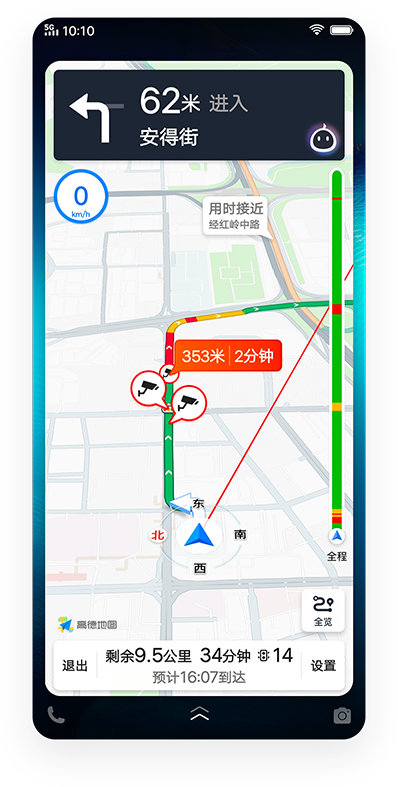 5G 10:10
62米 进入
安得街
0
km/h
用时接近
经红岭中路
353米 2分钟
东
北
南
西
全程
全览
高德地图
退出
剩余9.5公里 34分钟 14
预计16:07到达
设置